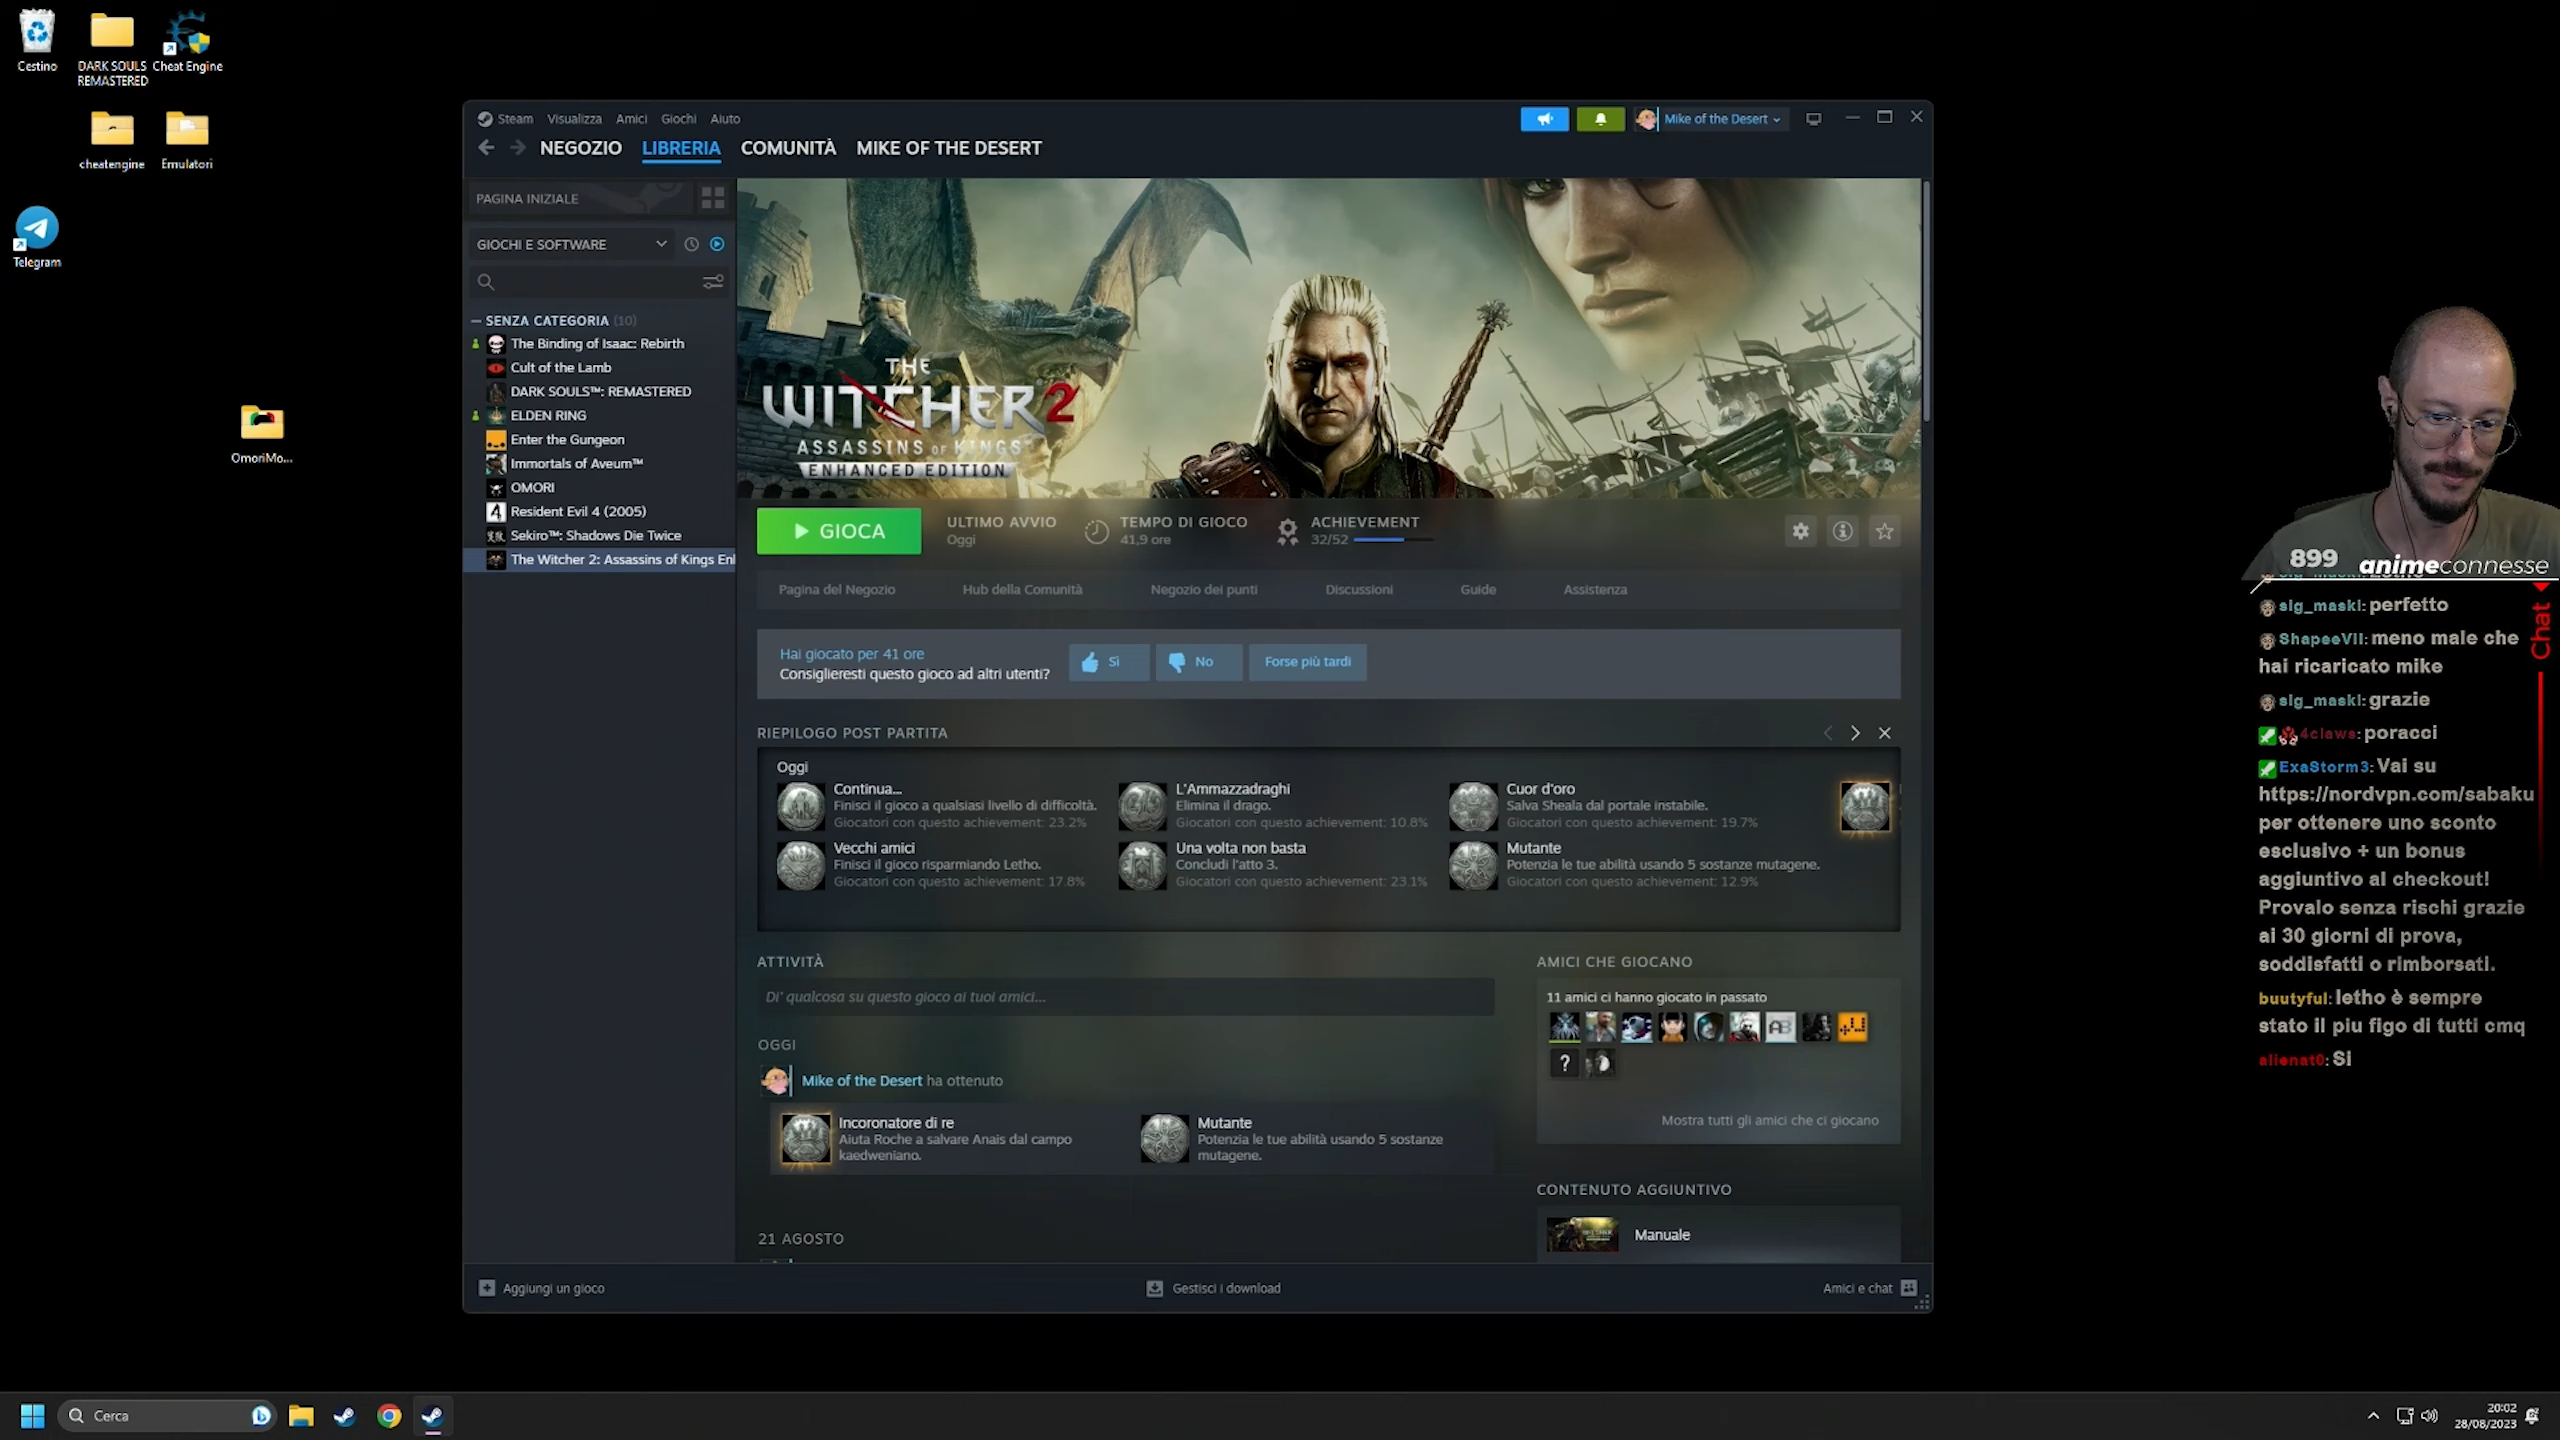 Cestino
DARK SOULS
REMASTERED
Cheat Engine
cheatengine
Emulatori
Telegram
OmoriMo...
Steam Visualizza Amici Giochi Aiuto
Mike of the Desert
NEGOZIO LIBRERIA COMUNITÀ MIKE OF THE DESERT
PAGINA INIZIALE
GIOCHI E SOFTWARE
SENZA CATEGORIA (10)
The Binding of Isaac: Rebirth
Cult of the Lamb
DARK SOULS™: REMASTERED
ELDEN RING
Enter the Gungeon
Immortals of Aveum™
OMORI
Resident Evil 4 (2005)
Sekiro™: Shadows Die Twice
The Witcher 2: Assassins of Kings Enl
THE
WITCHER 2
ASSASSINS OF KINGS™
ENHANCED EDITION
GIOCA
ULTIMO AVVIO
Oggi
TEMPO DI GIOCO
41,9 ore
ACHIEVEMENT
32/52
Pagina del Negozio Hub della Comunità Negozio dei punti Discussioni Guide Assistenza
Hai giocato per 41 ore
Consiglieresti questo gioco ad altri utenti?
Sì No Forse più tardi
RIEPILOGO POST PARTITA
Oggi
Continua...
Finisci il gioco a qualsiasi livello di difficoltà.
Giocatori con questo achievement: 23.2%
L'Ammazzadraghi
Elimina il drago.
Giocatori con questo achievement: 10.8%
Cuor d'oro
Salva Sheala dal portale instabile.
Giocatori con questo achievement: 19.7%
Vecchi amici
Finisci il gioco risparmiando Letho.
Giocatori con questo achievement: 17.8%
Una volta non basta
Concludi l'atto 3.
Giocatori con questo achievement: 23.1%
Mutante
Potenzia le tue abilità usando 5 sostanze mutagene.
Giocatori con questo achievement: 12.9%
ATTIVITÀ
Di' qualcosa su questo gioco ai tuoi amici...
OGGI
Mike of the Desert ha ottenuto
Incoronatore di re
Aiuta Roche a salvare Anais dal campo
kaedweniano.
Mutante
Potenzia le tue abilità usando 5 sostanze
mutagene.
21 AGOSTO
AMICI CHE GIOCANO
11 amici ci hanno giocato in passato
Mostra tutti gli amici che ci giocano
CONTENUTO AGGIUNTIVO
Manuale
Aggiungi un gioco
Gestisci i download
Amici e chat
899 animeconnesse
Chat
sig_maski: perfetto
ShapeeVII: meno male che
hai ricaricato mike
sig_maski: grazie
4claws: poracci
ExaStorm3: Vai su
https://nordvpn.com/sabaku
per ottenere uno sconto
esclusivo + un bonus
aggiuntivo al checkout!
Provalo senza rischi grazie
ai 30 giorni di prova,
soddisfatti o rimborsati.
buutyful: letho è sempre
stato il piu figo di tutti cmq
alienat0: Si
Cerca
20:02
28/08/2023